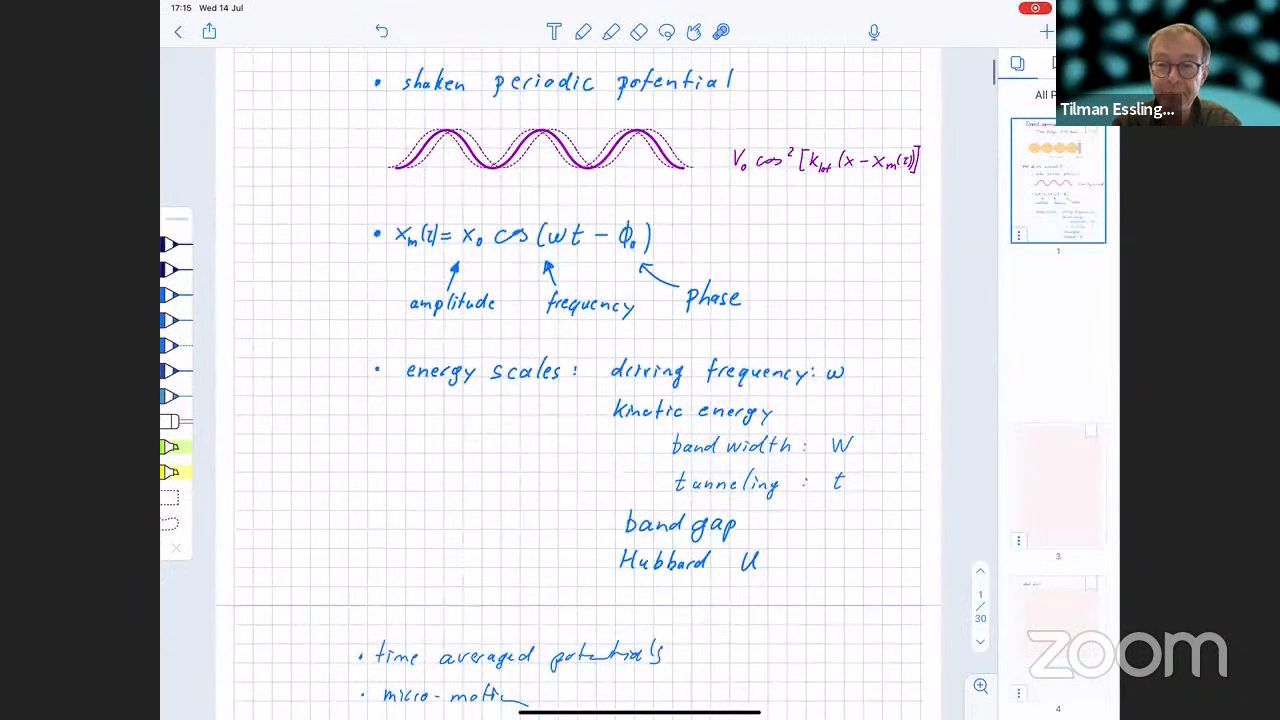 17:15 Wed 14 Jul
Tilman Essling...
All P
• shaken periodic potential
V₀ cos² [k_lat (x − x_m(τ))]
• x_m(τ) = x₀ cos (ωt − ϕ₀)
amplitude frequency phase
• energy scales : driving frequency: ω
kinetic energy
band width : W
tunneling : t
band gap
Hubbard U
• time averaged potentials
• micro-motion
1
/
30
1
3
4
zoom